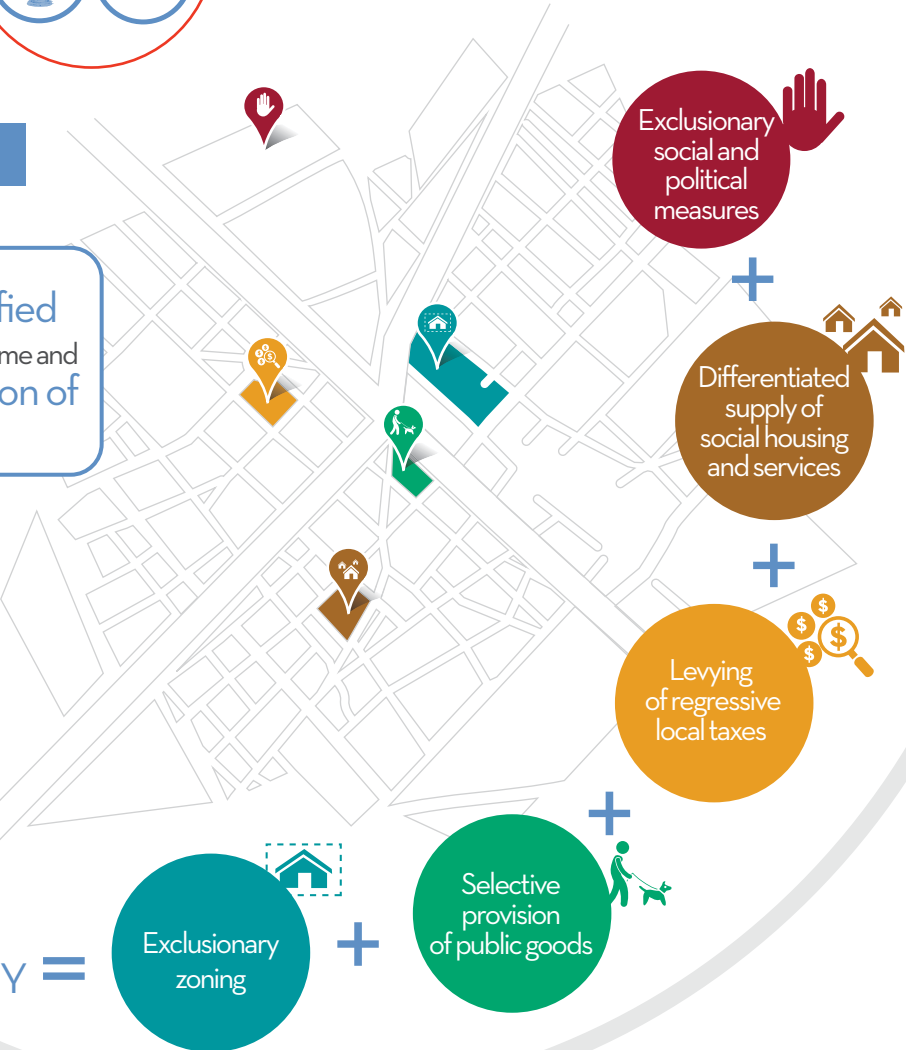 fied
me and
on of
Exclusionary
social and
political
measures
+
Differentiated
supply of
social housing
and services
+
Levying
of regressive
local taxes
+
Selective
provision
of public goods
+
Exclusionary
zoning
Y =